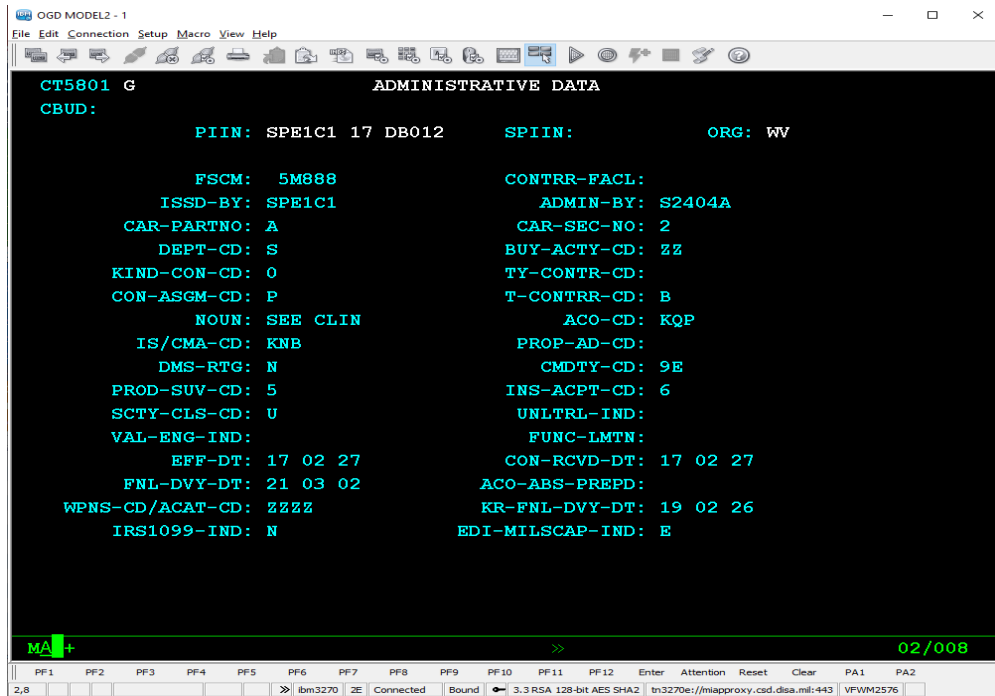 OGD MODEL2 - 1
File Edit Connection Setup Macro View Help
CT5801 G ADMINISTRATIVE DATA
CBUD:
PIIN: SPE1C1 17 DB012 SPIIN: ORG: WV
FSCM: 5M888 CONTRR-FACL:
ISSD-BY: SPE1C1 ADMIN-BY: S2404A
CAR-PARTNO: A CAR-SEC-NO: 2
DEPT-CD: S BUY-ACTY-CD: ZZ
KIND-CON-CD: 0 TY-CONTR-CD:
CON-ASGM-CD: P T-CONTRR-CD: B
NOUN: SEE CLIN ACO-CD: KQP
IS/CMA-CD: KNB PROP-AD-CD:
DMS-RTG: N CMDTY-CD: 9E
PROD-SUV-CD: 5 INS-ACPT-CD: 6
SCTY-CLS-CD: U UNLTRL-IND:
VAL-ENG-IND: FUNC-LMTN:
EFF-DT: 17 02 27 CON-RCVD-DT: 17 02 27
FNL-DVY-DT: 21 03 02 ACO-ABS-PREPD:
WPNS-CD/ACAT-CD: ZZZZ KR-FNL-DVY-DT: 19 02 26
IRS1099-IND: N EDI-MILSCAP-IND: E
MA + >> 02/008
PF1 PF2 PF3 PF4 PF5 PF6 PF7 PF8 PF9 PF10 PF11 PF12 Enter Attention Reset Clear PA1 PA2
2,8 >> ibm3270 2E Connected Bound 3.3 RSA 128-bit AES SHA2 tn3270e://miapproxy.csd.disa.mil:443 VFWM2576